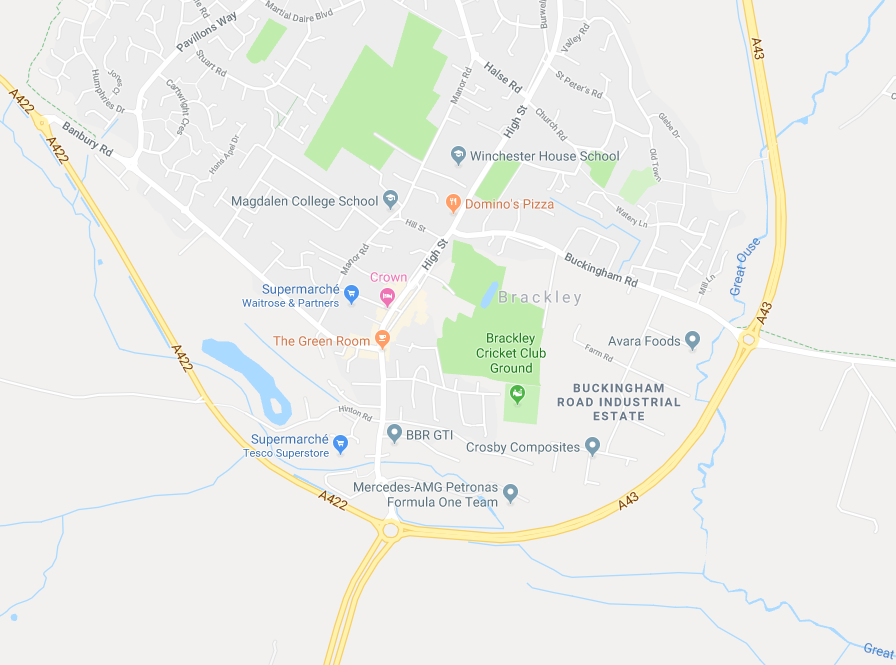 Martial Daire Blvd
Pavillons Way
Stuart Rd
Humphries Dr
Jones Ct
Cartwright Cres
Hans Apel Dr
A422
Banbury Rd
A422
Manor Rd
Halse Rd
Valley Rd
St Peter's Rd
High St
Church Rd
Glebe Dr
Old Town
A43
Winchester House School
Magdalen College School
Domino's Pizza
Hill St
Watery Ln
High St
Manor Rd
Buckingham Rd
Mill Ln
Great Ouse
A43
Crown
Supermarché
Waitrose & Partners
Brackley
The Green Room
Brackley
Cricket Club
Ground
Avara Foods
Farm Rd
BUCKINGHAM
ROAD INDUSTRIAL
ESTATE
A422
Hinton Rd
BBR GTI
Supermarché
Tesco Superstore
Crosby Composites
Mercedes-AMG Petronas
Formula One Team
A422
A43
Great